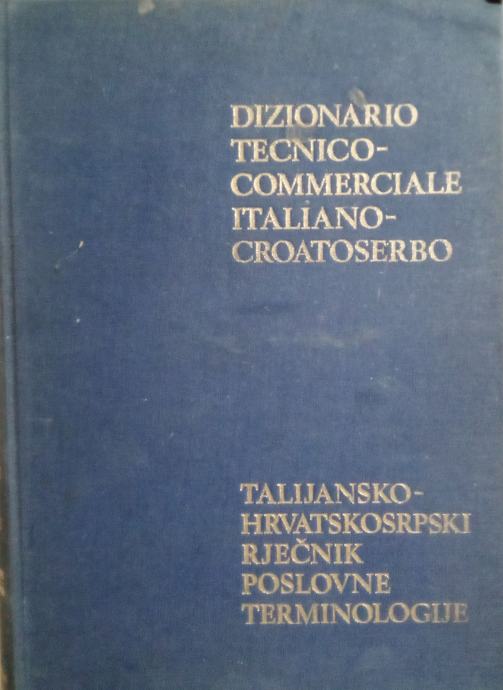 DIZIONARIO
TECNICO-
COMMERCIALE
ITALIANO-
CROATOSERBO
TALIJANSKO-
HRVATSKOSRPSKI
RJEČNIK
POSLOVNE
TERMINOLOGIJE